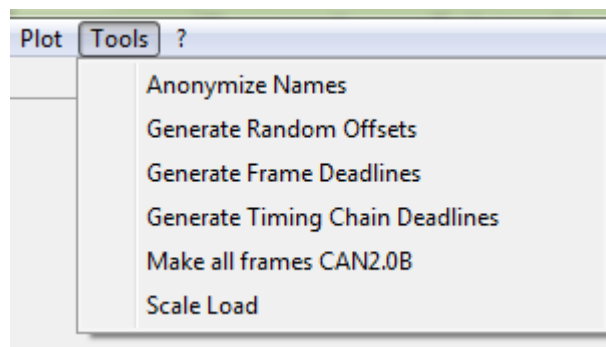 Plot Tools ?
Anonymize Names
Generate Random Offsets
Generate Frame Deadlines
Generate Timing Chain Deadlines
Make all frames CAN2.0B
Scale Load